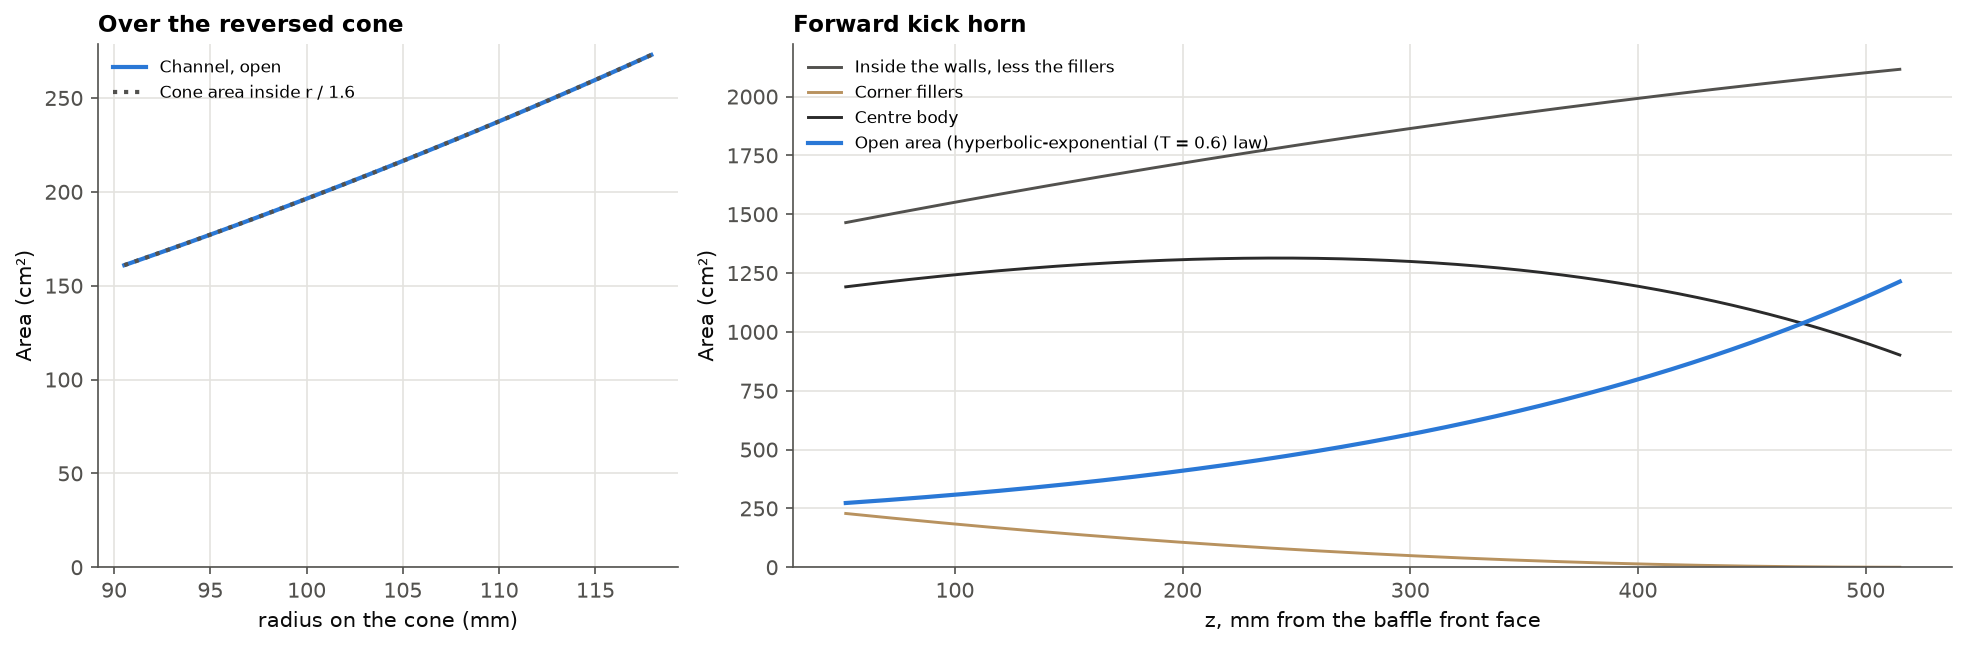 Over the reversed cone
Channel, open
Cone area inside r / 1.6
Area (cm²)
250
200
150
100
50
0
90
95
100
105
110
115
radius on the cone (mm)
Forward kick horn
Inside the walls, less the fillers
Corner fillers
Centre body
Open area (hyperbolic-exponential (T = 0.6) law)
Area (cm²)
2000
1750
1500
1250
1000
750
500
250
0
100
200
300
400
500
z, mm from the baffle front face